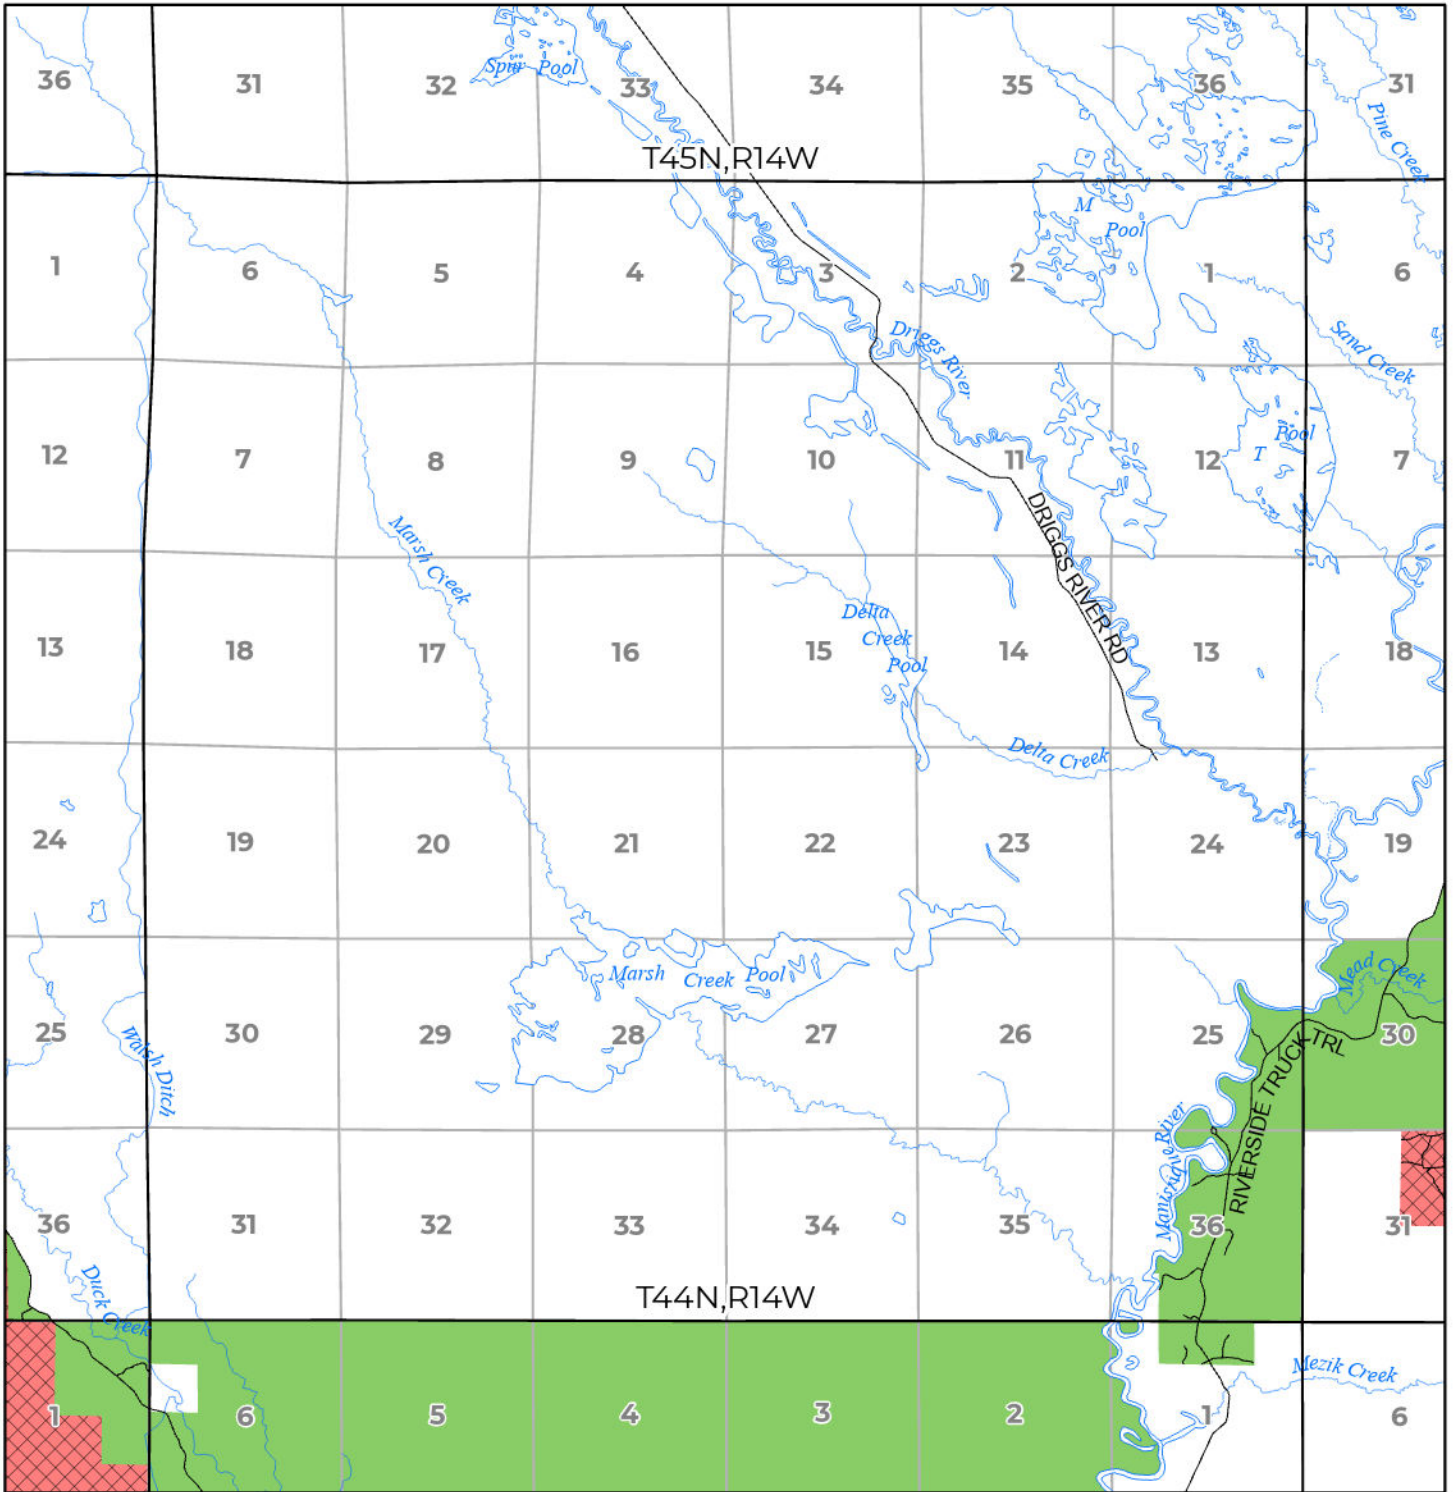 Spur Pool
36
31
32
33
34
35
36
31
Pine Creek
T45N,R14W
M
Pool
1
6
5
4
3
2
1
6
Driggs River
Sand Creek
12
7
8
9
10
11
12
T
Pool
7
Marsh Creek
DRIGGS RIVER RD
13
18
17
16
15
14
13
18
Delta
Creek
Pool
Delta Creek
24
19
20
21
22
23
24
19
Marsh Creek Pool
Mead Creek
25
Walsh Ditch
30
29
28
27
26
25
30
RIVERSIDE TRUCK TRL
Manistique River
36
31
32
33
34
35
36
31
Duck Creek
T44N,R14W
Mezik Creek
1
6
5
4
3
2
1
6